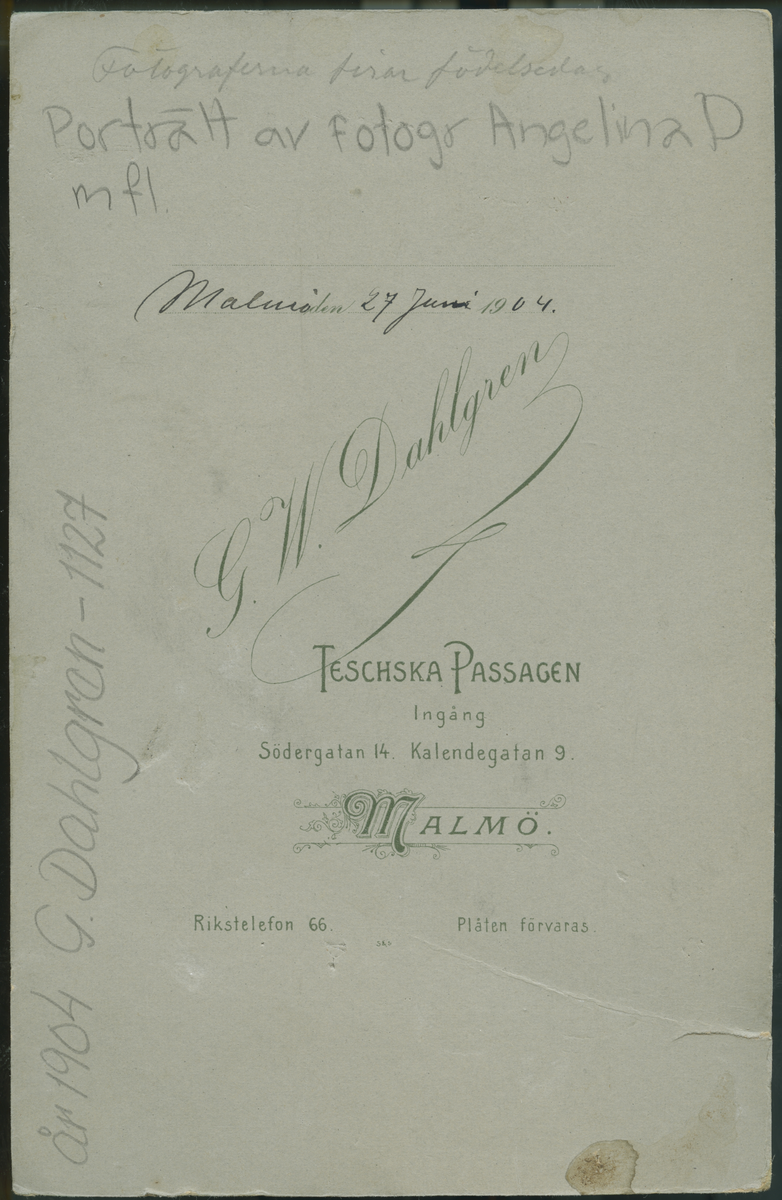 Fotograferna firar födelsedag
Porträtt av fotogr Angelina D
mfl.
Malmö den 27 Juni 1904.
G. W. Dahlgren
TESCHSKA PASSAGEN
Ingång
Södergatan 14. Kalendegatan 9.
MALMÖ.
Rikstelefon 66. Plåten förvaras.
år 1904 G. Dahlgren - 1127